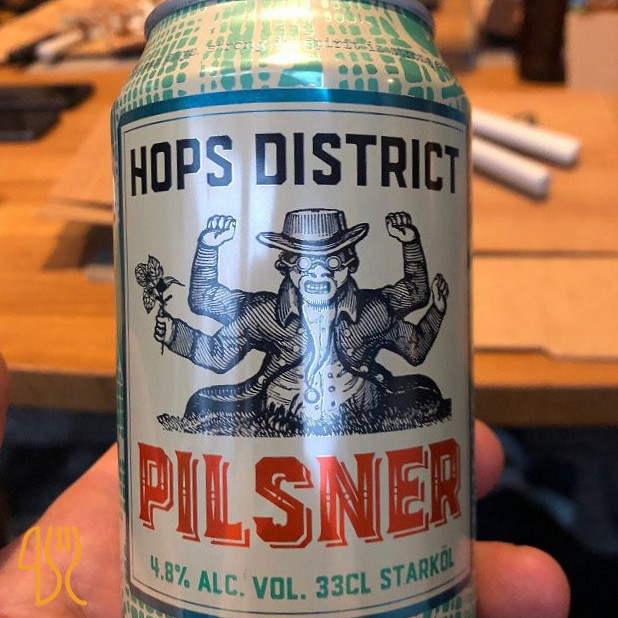 HOPS DISTRICT
PILSNER
4.8% ALC. VOL. 33CL STARKÖL